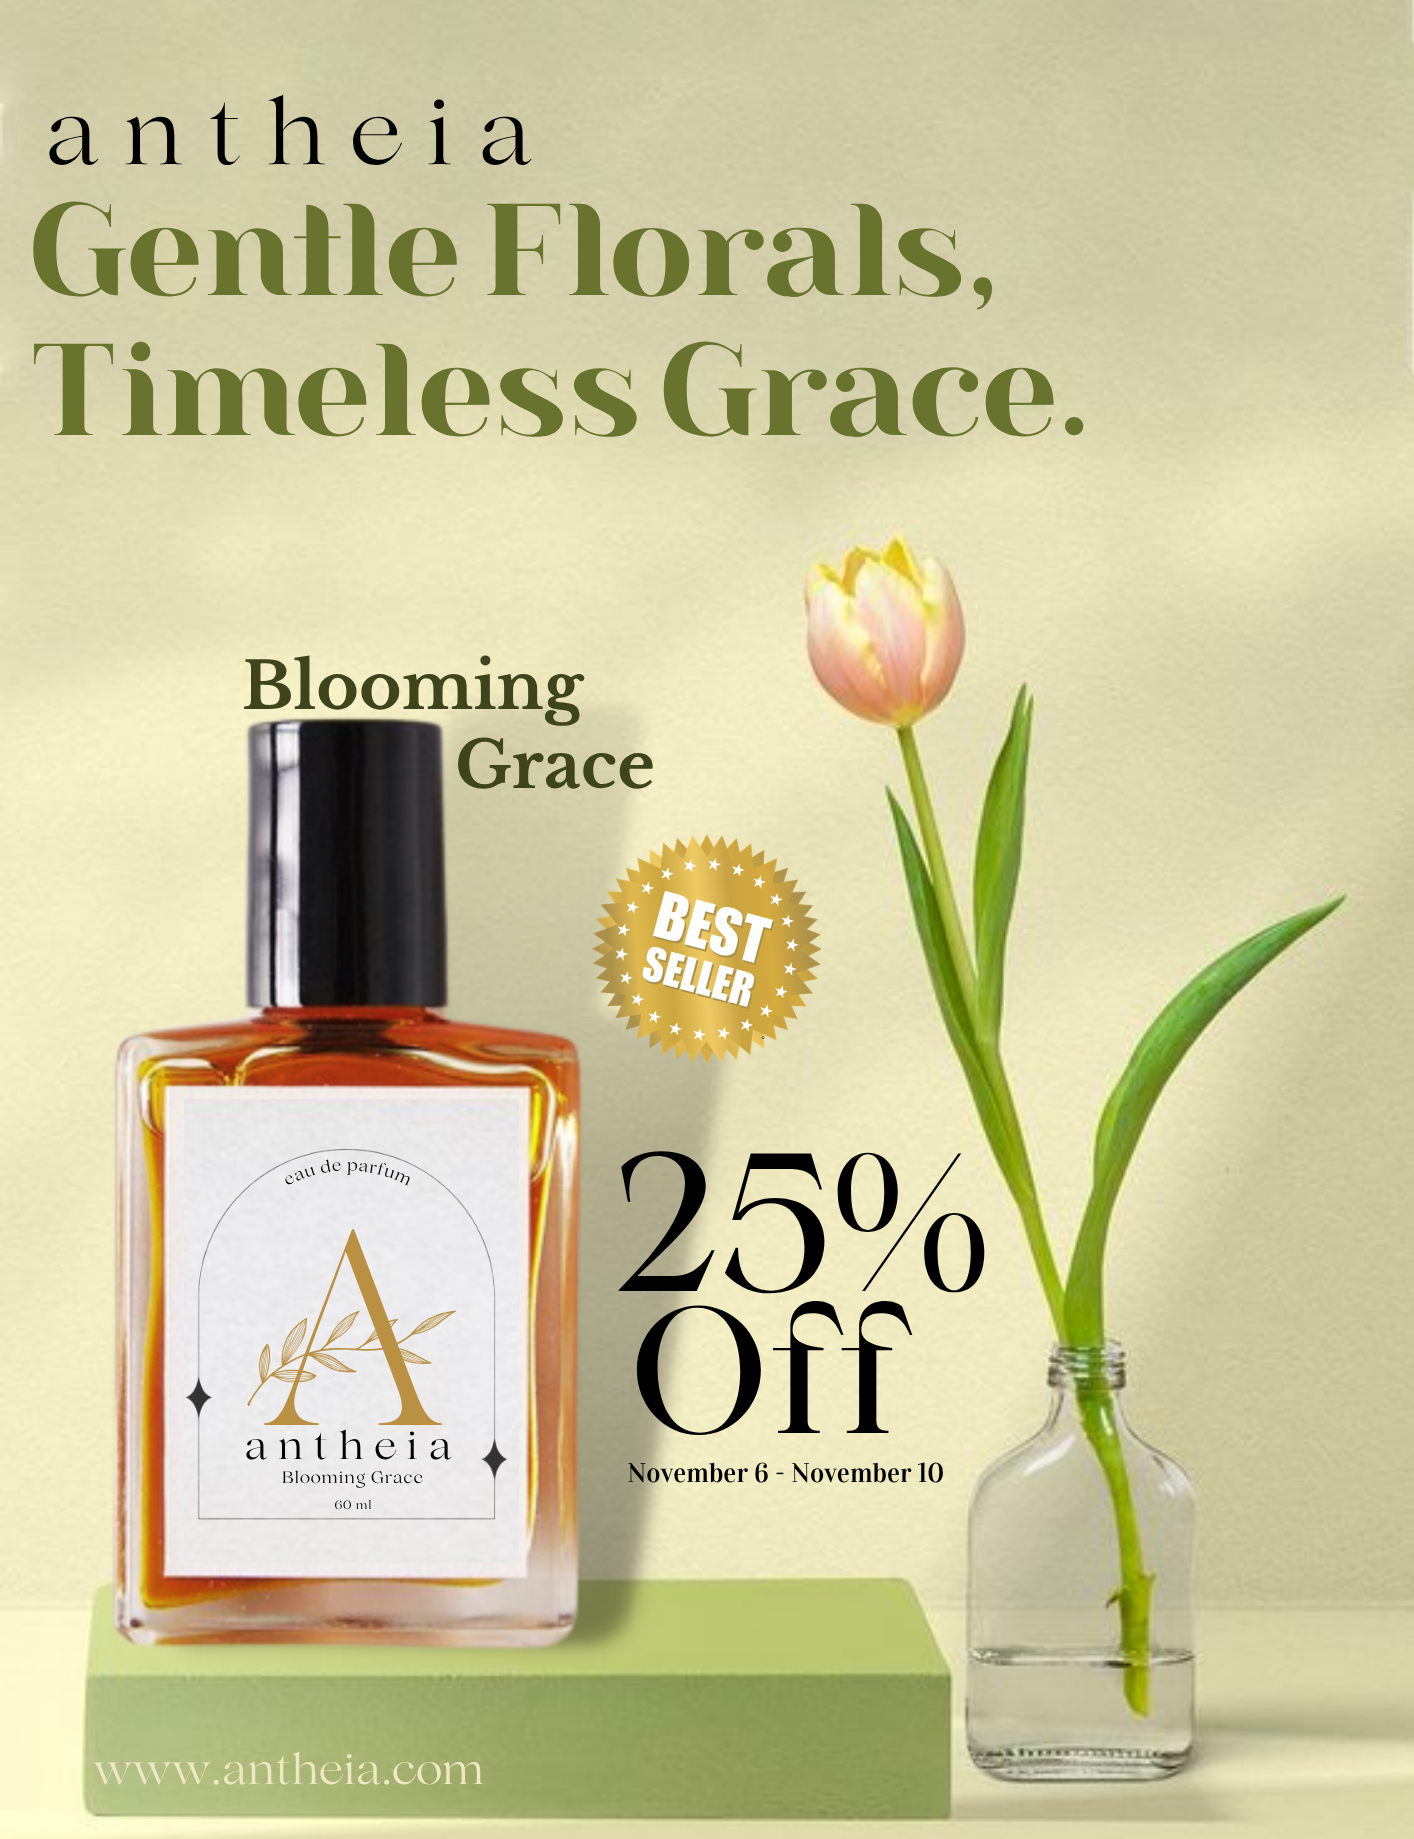 antheia
Gentle Florals,
Timeless Grace.
Blooming
Grace
BEST
SELLER
25%
Off
November 6 - November 10
eau de parfum
A
antheia
Blooming Grace
60 ml
www.antheia.com